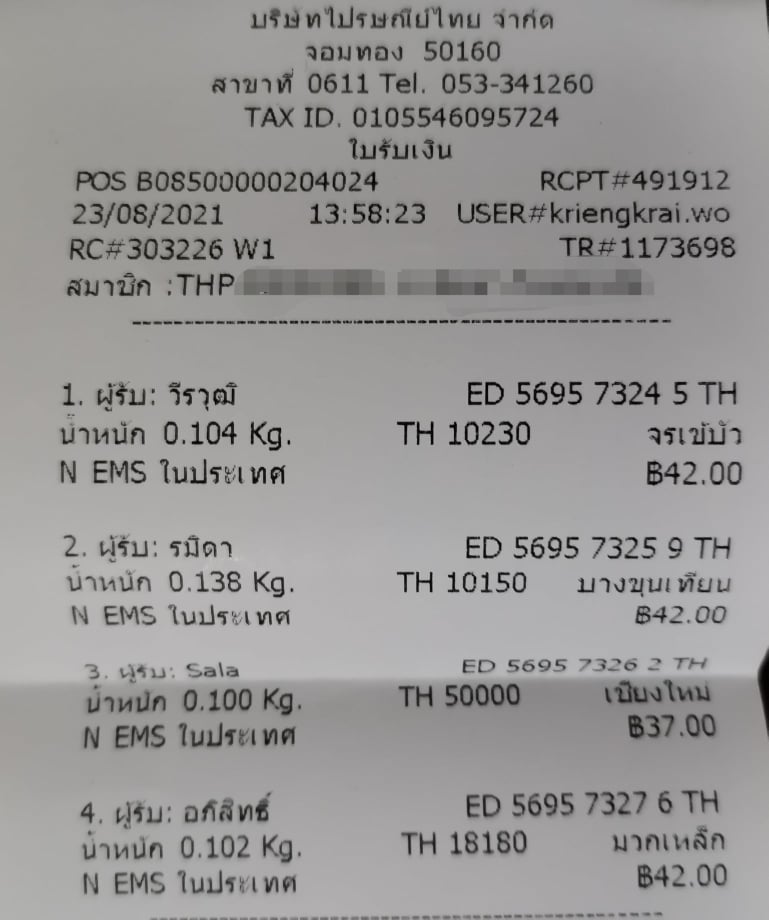 บริษัทไปรษณีย์ไทย จำกัด
จอมทอง 50160
สาขาที่ 0611 Tel. 053-341260
TAX ID. 0105546095724
ใบรับเงิน
POS B08500000204024 RCPT#491912
23/08/2021 13:58:23 USER#kriengkrai.wo
RC#303226 W1 TR#1173698
สมาชิก :THP
1. ผู้รับ: วีรวุฒิ ED 5695 7324 5 TH
น้ำหนัก 0.104 Kg. TH 10230 จรเข้บัว
N EMS ในประเทศ ฿42.00
2. ผู้รับ: รมิดา ED 5695 7325 9 TH
น้ำหนัก 0.138 Kg. TH 10150 บางขุนเทียน
N EMS ในประเทศ ฿42.00
3. ผู้รับ: Sala ED 5695 7326 2 TH
น้ำหนัก 0.100 Kg. TH 50000 เชียงใหม่
N EMS ในประเทศ ฿37.00
4. ผู้รับ: อภิสิทธิ์ ED 5695 7327 6 TH
น้ำหนัก 0.102 Kg. TH 18180 มวกเหล็ก
N EMS ในประเทศ ฿42.00